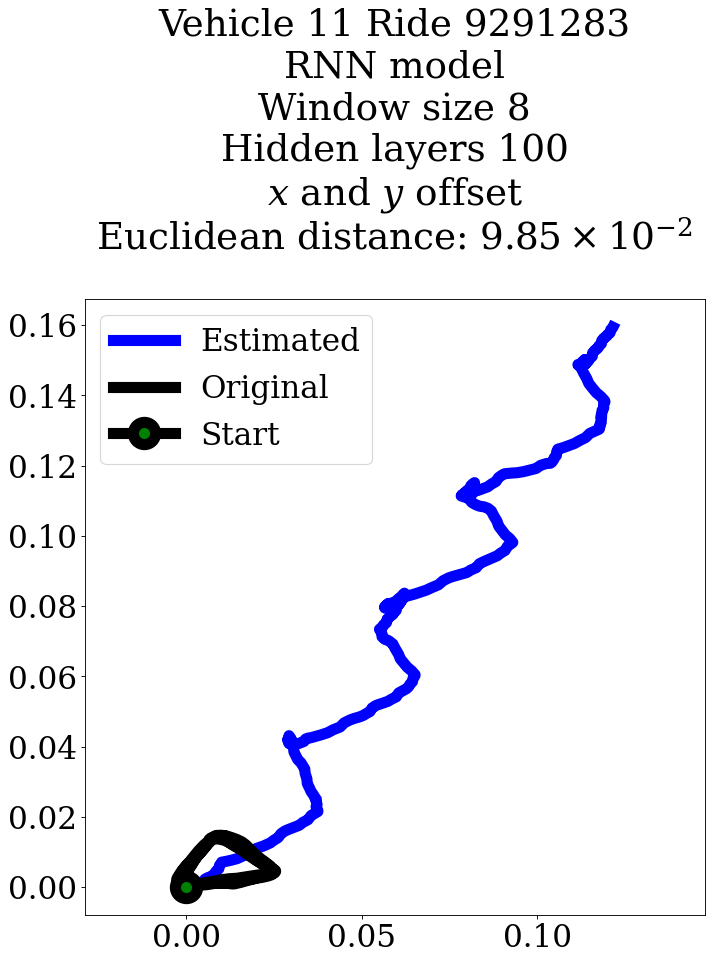 Vehicle 11 Ride 9291283
RNN model
Window size 8
Hidden layers 100
x and y offset
Euclidean distance: 9.85 × 10⁻²
Estimated
Original
Start
0.16
0.14
0.12
0.10
0.08
0.06
0.04
0.02
0.00
0.00 0.05 0.10